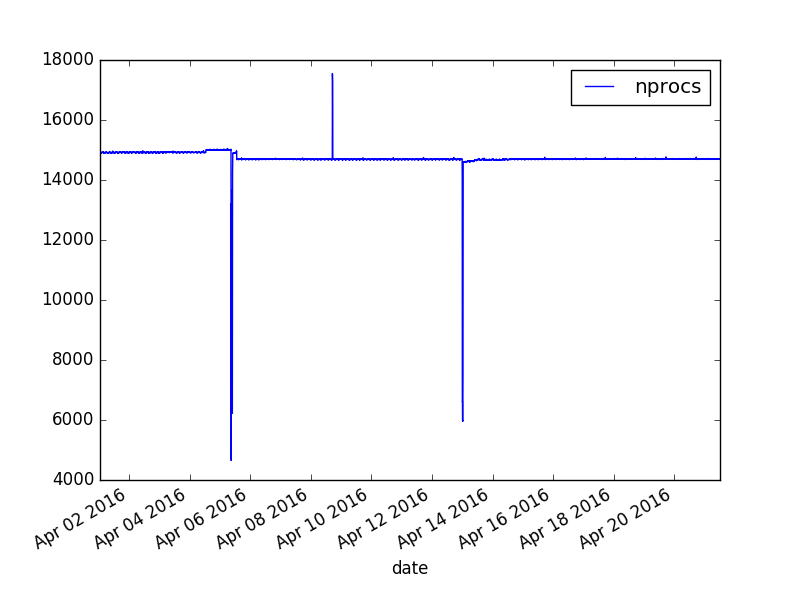 18000
16000
14000
12000
10000
8000
6000
4000
nprocs
Apr 02 2016
Apr 04 2016
Apr 06 2016
Apr 08 2016
Apr 10 2016
Apr 12 2016
Apr 14 2016
Apr 16 2016
Apr 18 2016
Apr 20 2016
date